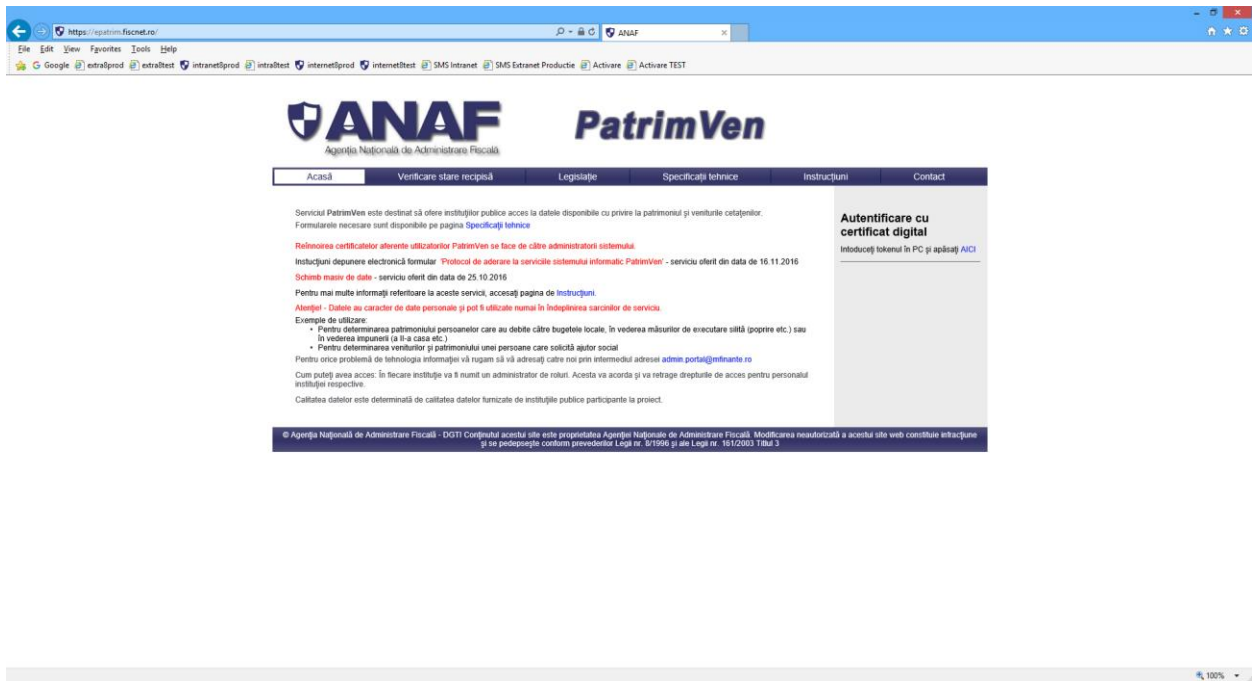 https://epatrim.fiscnet.ro/
ANAF
File Edit View Favorites Tools Help
Google extraßprod extraßtest intranetßprod intraßtest internetßprod internetßtest SMS Intranet SMS Extranet Productie Activare Activare TEST
ANAF
Agenția Națională de Administrare Fiscală
PatrimVen
Acasă Verificare stare recipisă Legislație Specificații tehnice Instrucțiuni Contact
Serviciul PatrimVen este destinat să ofere instituțiilor publice acces la datele disponibile cu privire la patrimoniul și veniturile cetațenilor.
Formularele necesare sunt disponibile pe pagina Specificații tehnice
Reînnoirea certificatelor aferente utilizatorilor PatrimVen se face de către administratorii sistemului.
Instucțiuni depunere electronică formular 'Protocol de aderare la serviciile sistemului informatic PatrimVen' - serviciu oferit din data de 16.11.2016
Schimb masiv de date - serviciu oferit din data de 25.10.2016
Pentru mai multe informații referitoare la aceste servicii, accesați pagina de Instrucțiuni.
Atenție! - Datele au caracter de date personale și pot fi utilizate numai în îndeplinirea sarcinilor de serviciu.
Exemple de utilizare:
• Pentru determinarea patrimoniului persoanelor care au debite către bugetele locale, în vederea măsurilor de executare silită (poprire etc.) sau
în vederea impunerii (a II-a casa etc.)
• Pentru determinarea veniturilor și patrimoniului unei persoane care solicită ajutor social
Pentru orice problemă de tehnologia informației vă rugam să vă adresați catre noi prin intermediul adresei admin.portal@mfinante.ro
Cum puteți avea acces: În fiecare instituție va fi numit un administrator de roluri. Acesta va acorda și va retrage drepturile de acces pentru personalul
instituției respective.
Calitatea datelor este determinată de calitatea datelor furnizate de instituțiile publice participante la proiect.
Autentificare cu
certificat digital
Intoduceți tokenul în PC și apăsați AICI
© Agenția Națională de Administrare Fiscală - DGTI Conținutul acestui site este proprietatea Agenției Naționale de Administrare Fiscală. Modificarea neautorizată a acestui site web constituie infracțiune
și se pedepsește conform prevederilor Legii nr. 8/1996 și ale Legii nr. 161/2003 Titlul 3
100%